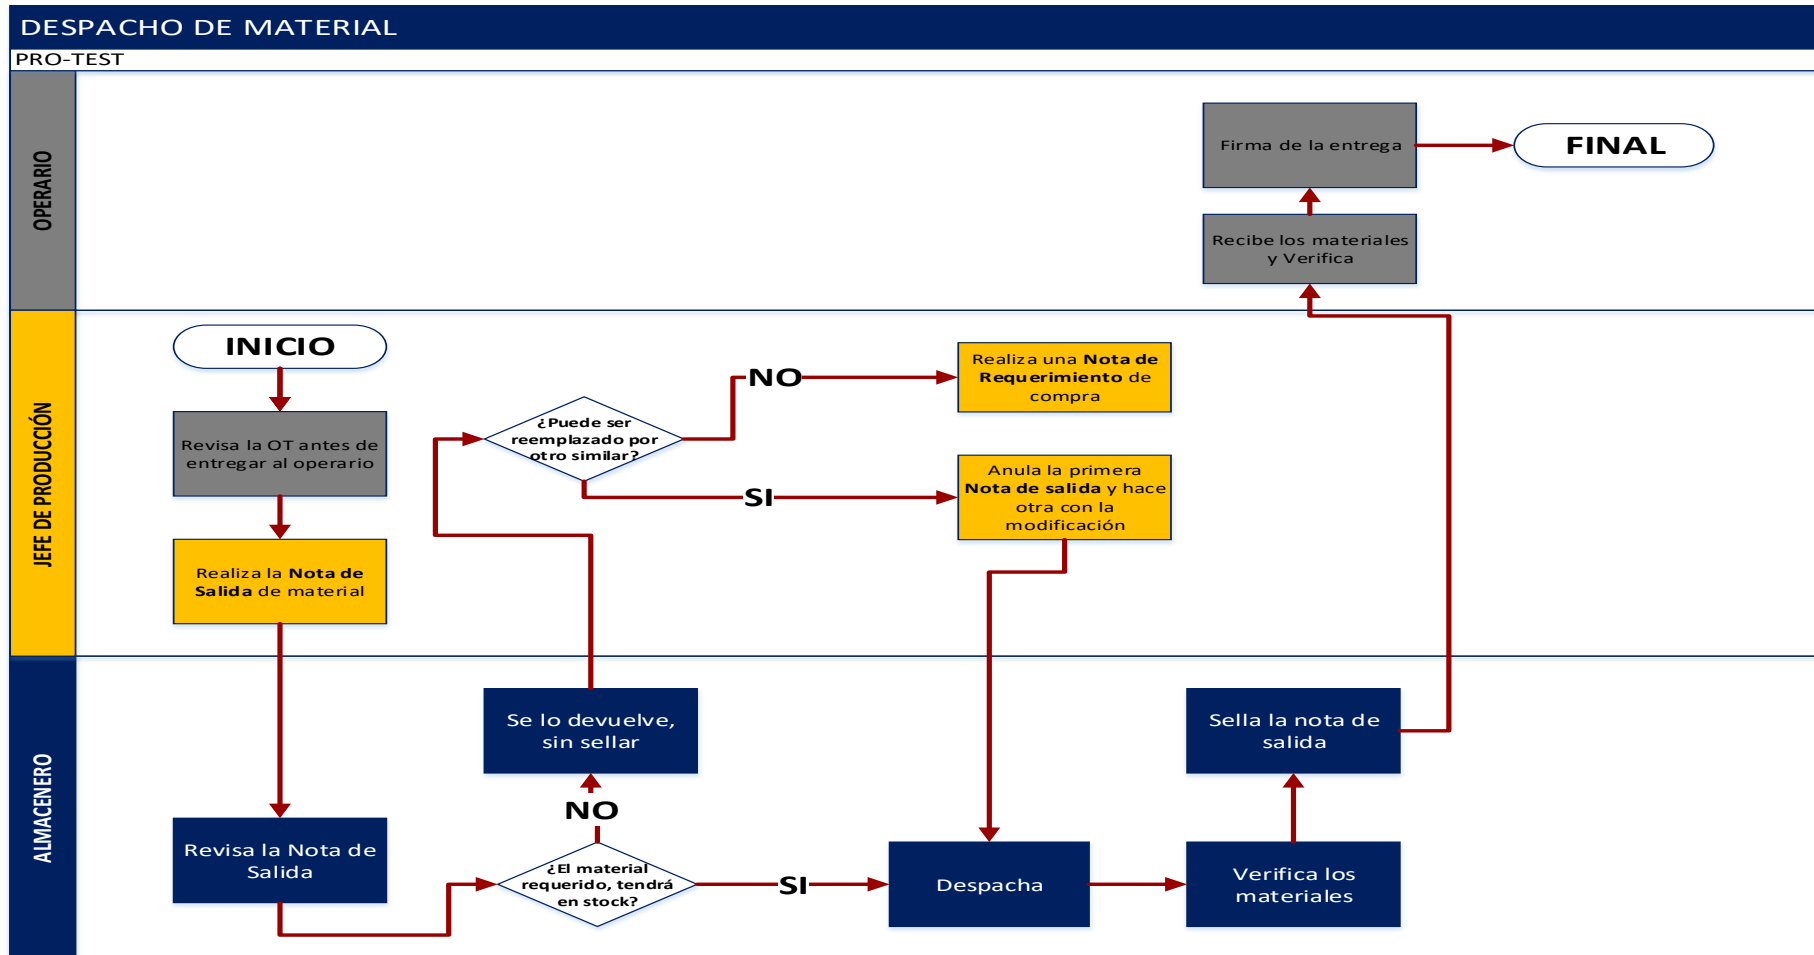 DESPACHO DE MATERIAL
PRO-TEST
OPERARIO
Firma de la entrega
FINAL
Recibe los materiales
y Verifica
JEFE DE PRODUCCIÓN
INICIO
Revisa la OT antes de
entregar al operario
Realiza la Nota de
Salida de material
¿Puede ser
reemplazado por
otro similar?
NO
Realiza una Nota de
Requerimiento de
compra
SI
Anula la primera
Nota de salida y hace
otra con la
modificación
ALMACENERO
Revisa la Nota de
Salida
Se lo devuelve,
sin sellar
NO
¿El material
requerido, tendrá
en stock?
SI
Despacha
Verifica los
materiales
Sella la nota de
salida